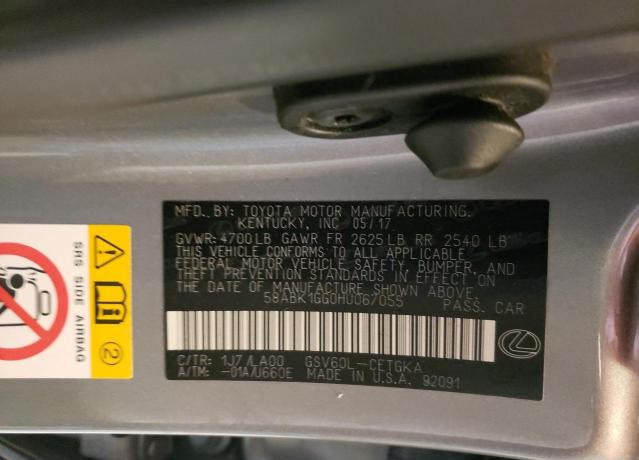 MFD. BY: TOYOTA MOTOR MANUFACTURING.
KENTUCKY, INC 05/17
GVWR: 4700LB GAWR FR 2625LB RR 2540 LB
THIS VEHICLE CONFORMS TO ALL APPLICABLE
FEDERAL MOTOR VEHICLE SAFETY, BUMPER, AND
THEFT PREVENTION STANDARDS IN EFFECT ON
THE DATE OF MANUFACTURE SHOWN ABOVE.
58ABK1GG0HU067055 PASS. CAR
C/TR: 1J7/LA00 GSV60L-CETGKA
A/TM: -01A/U660E MADE IN U.S.A. 92091
SRS SIDE AIRBAG
2